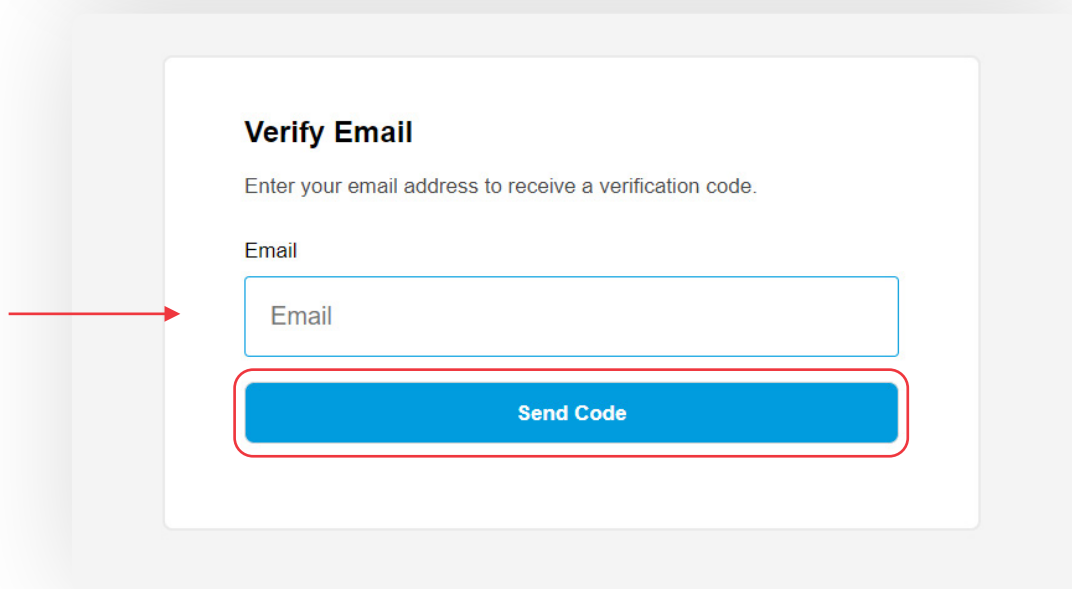 Verify Email
Enter your email address to receive a verification code.
Email
Email
Send Code